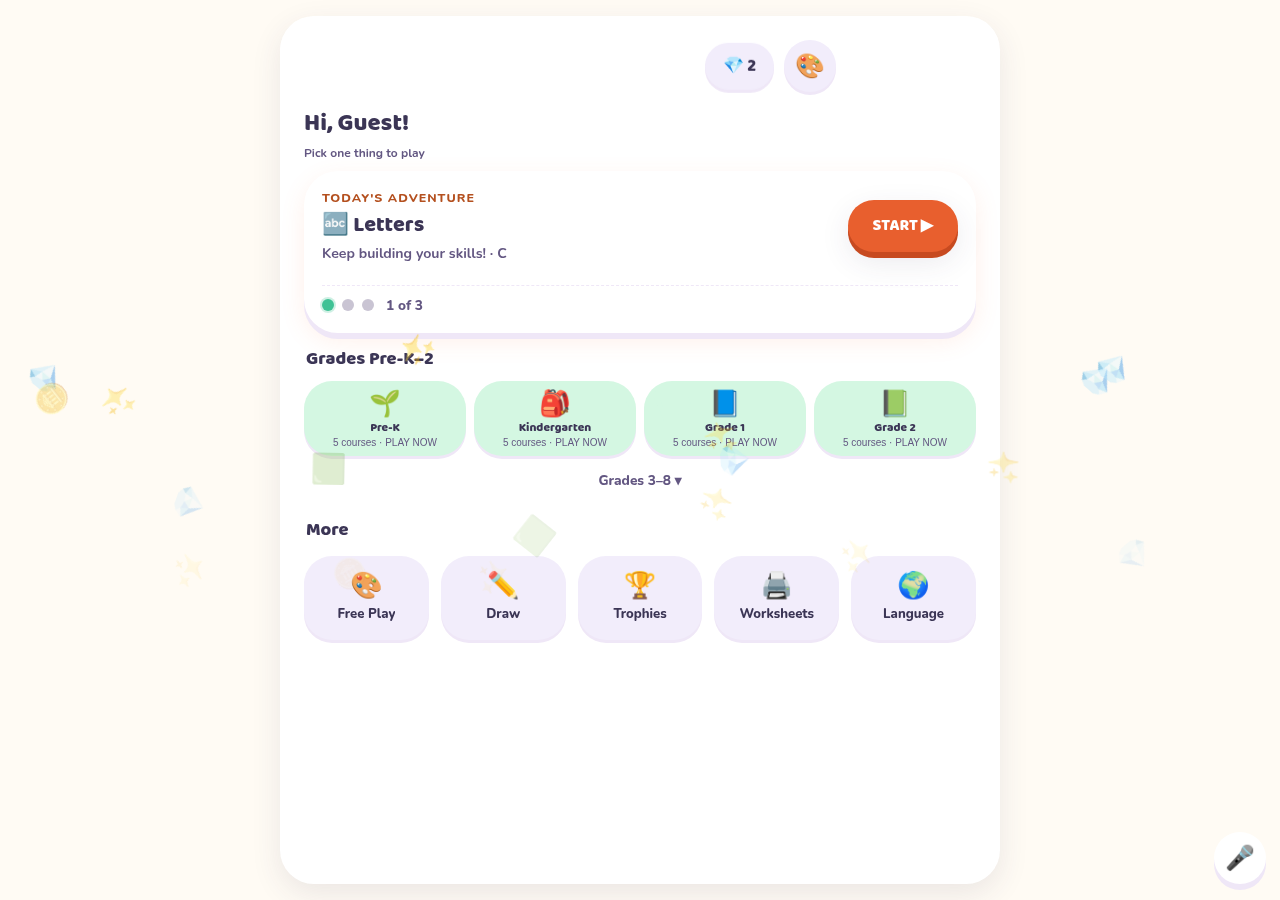 2
Hi, Guest!
Pick one thing to play
TODAY'S ADVENTURE
🔤 Letters
Keep building your skills! · C
START ▶
1 of 3
Grades Pre-K–2
Pre-K
5 courses · PLAY NOW
Kindergarten
5 courses · PLAY NOW
Grade 1
5 courses · PLAY NOW
Grade 2
5 courses · PLAY NOW
Grades 3–8 ▾
More
Free Play
Draw
Trophies
Worksheets
Language